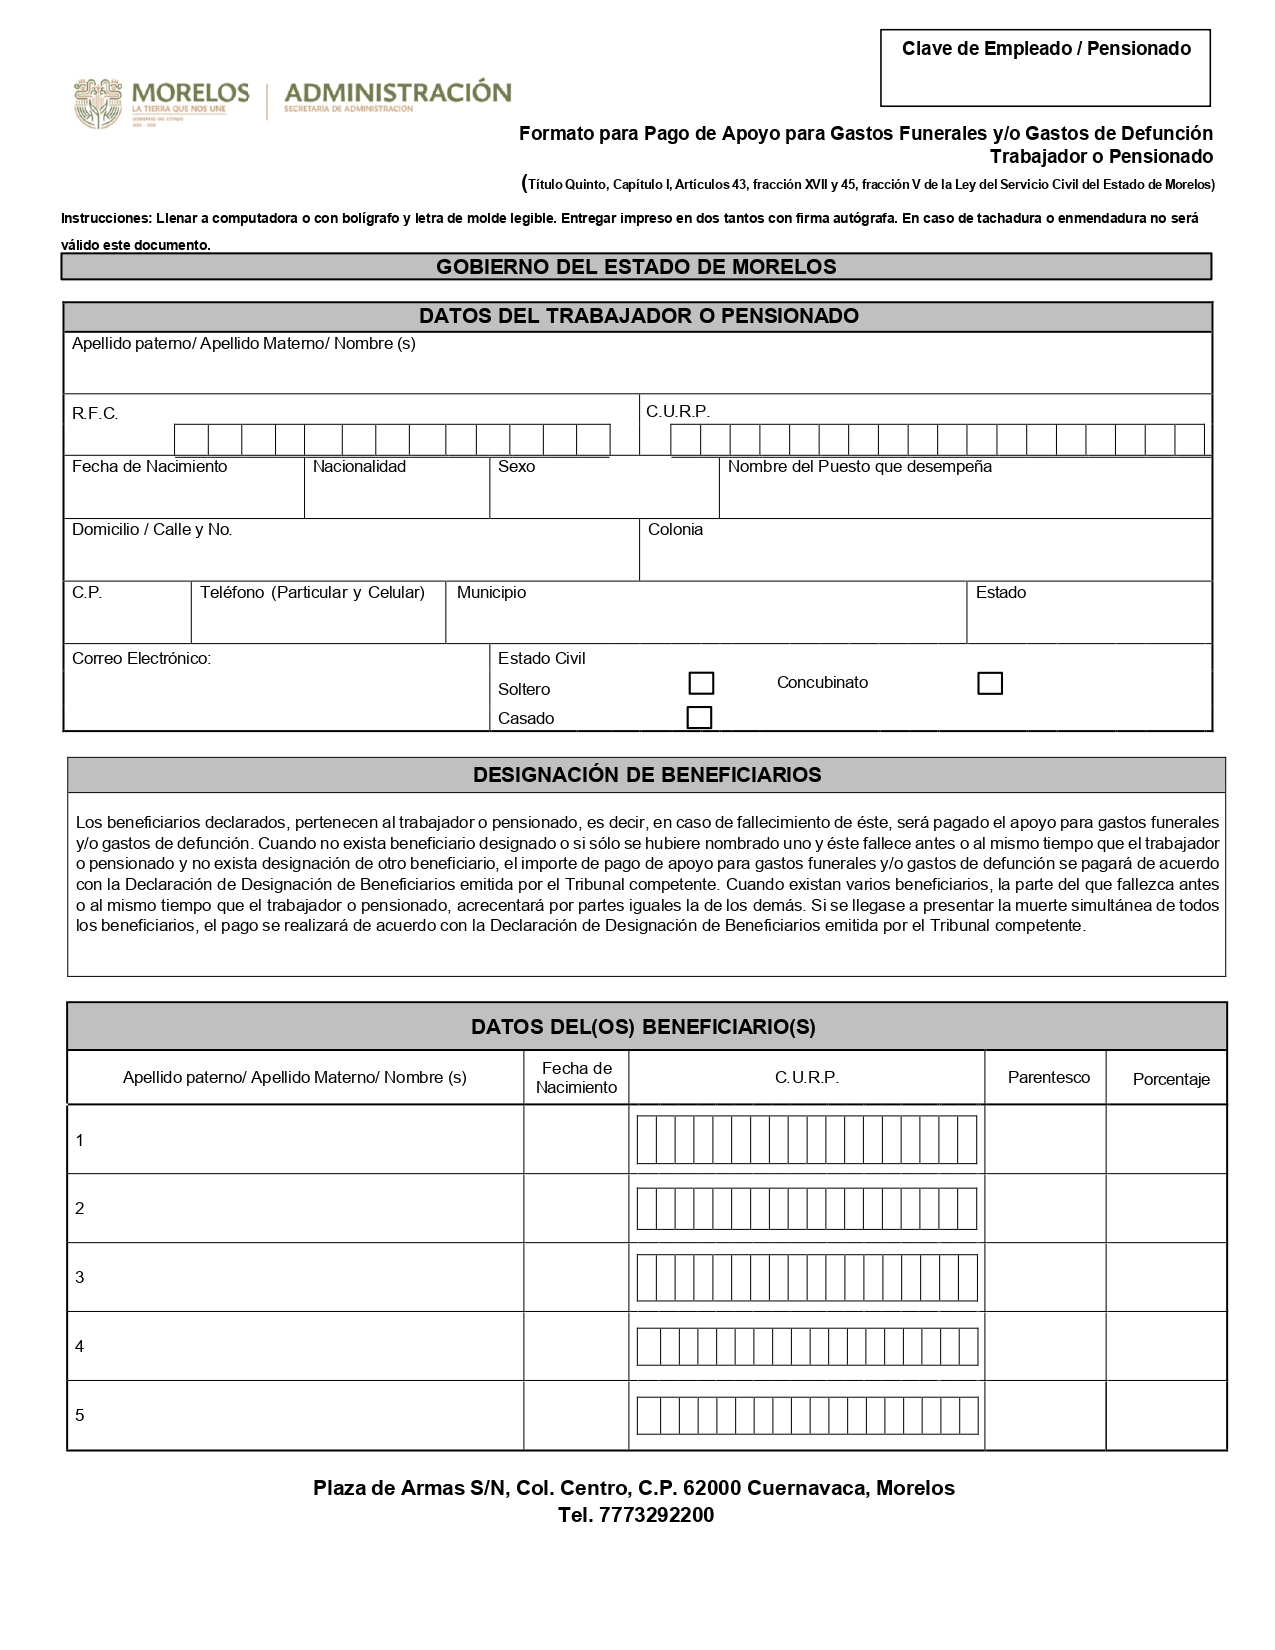 Clave de Empleado / Pensionado
MORELOS
LA TIERRA QUE NOS UNE
GOBIERNO DEL ESTADO
2024 - 2030
ADMINISTRACIÓN
SECRETARÍA DE ADMINISTRACIÓN
Formato para Pago de Apoyo para Gastos Funerales y/o Gastos de Defunción
Trabajador o Pensionado
(Título Quinto, Capítulo I, Artículos 43, fracción XVII y 45, fracción V de la Ley del Servicio Civil del Estado de Morelos)
Instrucciones: Llenar a computadora o con bolígrafo y letra de molde legible. Entregar impreso en dos tantos con firma autógrafa. En caso de tachadura o enmendadura no será
válido este documento.
GOBIERNO DEL ESTADO DE MORELOS
DATOS DEL TRABAJADOR O PENSIONADO
Apellido paterno/ Apellido Materno/ Nombre (s)
R.F.C. C.U.R.P.
Fecha de Nacimiento Nacionalidad Sexo Nombre del Puesto que desempeña
Domicilio / Calle y No. Colonia
C.P. Teléfono (Particular y Celular) Municipio Estado
Correo Electrónico: Estado Civil
Soltero Concubinato
Casado
DESIGNACIÓN DE BENEFICIARIOS
Los beneficiarios declarados, pertenecen al trabajador o pensionado, es decir, en caso de fallecimiento de éste, será pagado el apoyo para gastos funerales
y/o gastos de defunción. Cuando no exista beneficiario designado o si sólo se hubiere nombrado uno y éste fallece antes o al mismo tiempo que el trabajador
o pensionado y no exista designación de otro beneficiario, el importe de pago de apoyo para gastos funerales y/o gastos de defunción se pagará de acuerdo
con la Declaración de Designación de Beneficiarios emitida por el Tribunal competente. Cuando existan varios beneficiarios, la parte del que fallezca antes
o al mismo tiempo que el trabajador o pensionado, acrecentará por partes iguales la de los demás. Si se llegase a presentar la muerte simultánea de todos
los beneficiarios, el pago se realizará de acuerdo con la Declaración de Designación de Beneficiarios emitida por el Tribunal competente.
DATOS DEL(OS) BENEFICIARIO(S)
Apellido paterno/ Apellido Materno/ Nombre (s) Fecha de Nacimiento C.U.R.P. Parentesco Porcentaje
1
2
3
4
5
Plaza de Armas S/N, Col. Centro, C.P. 62000 Cuernavaca, Morelos
Tel. 7773292200